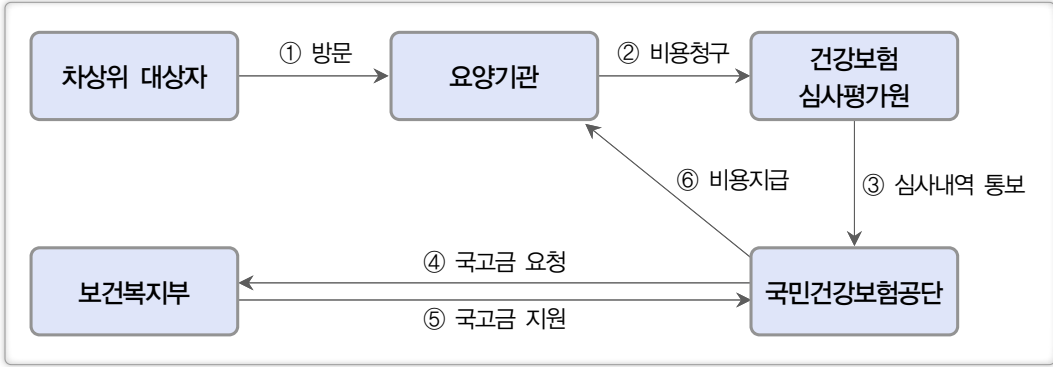 차상위 대상자
① 방문
요양기관
② 비용청구
건강보험
심사평가원
⑥ 비용지급
③ 심사내역 통보
보건복지부
④ 국고금 요청
⑤ 국고금 지원
국민건강보험공단